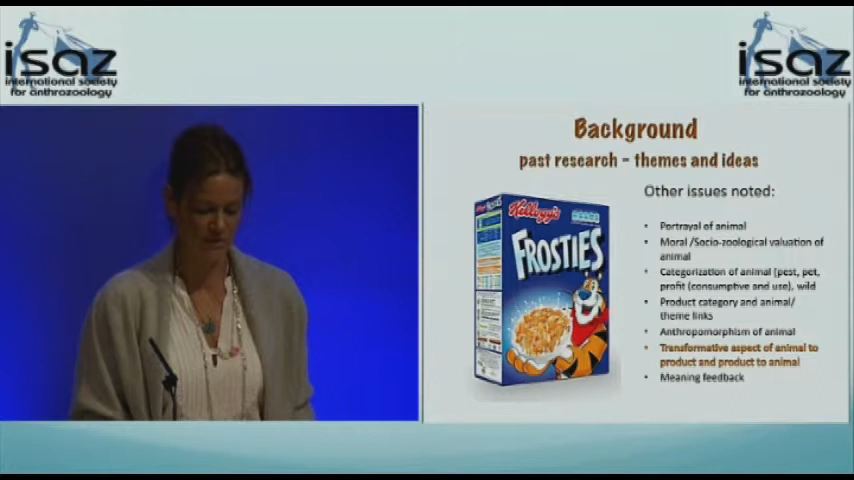 isaz
international society
for anthrozoology
isaz
international society
for anthrozoology
Background
past research – themes and ideas
Other issues noted:
Kellogg's
FROSTIES
• Portrayal of animal
• Moral /Socio-zoological valuation of
animal
• Categorization of animal (pest, pet,
profit (consumptive and use), wild
• Product category and animal/
theme links
• Anthropomorphism of animal
• Transformative aspect of animal to
product and product to animal
• Meaning feedback